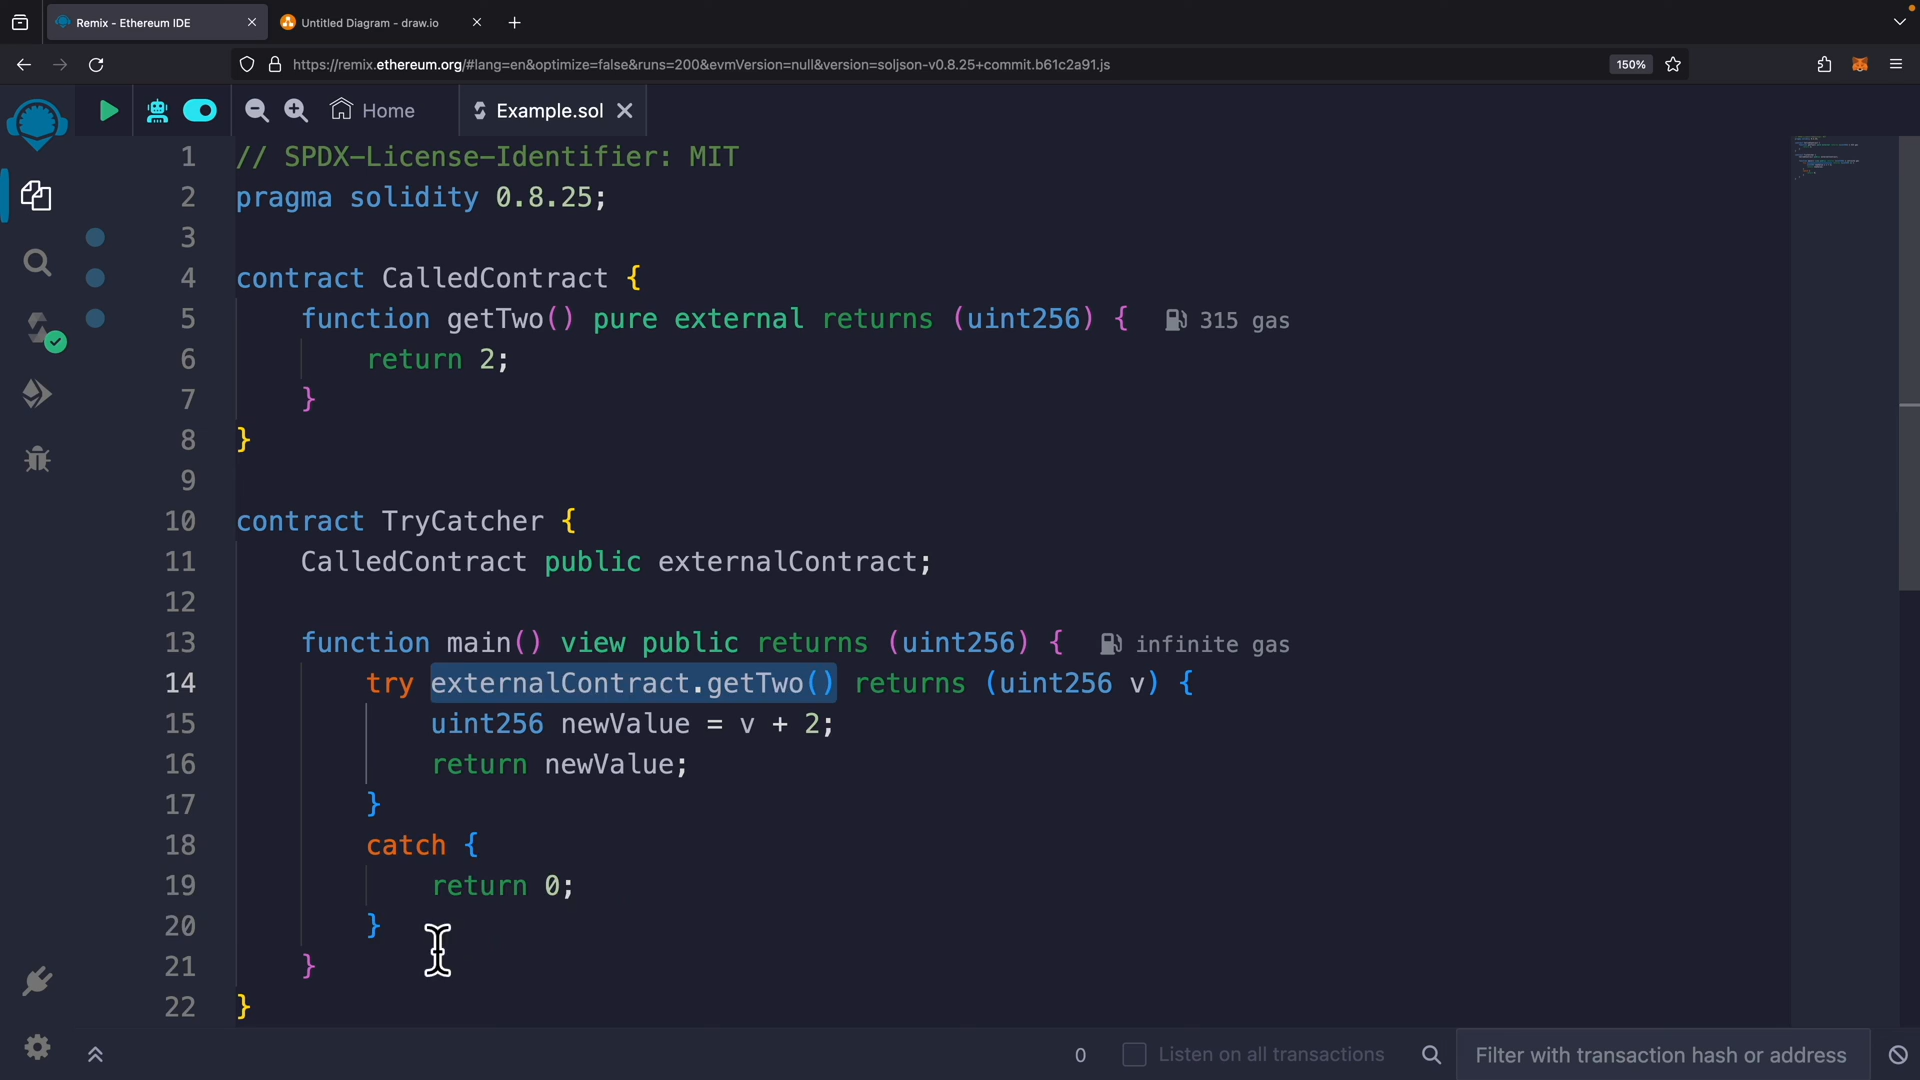 Remix - Ethereum IDE
Untitled Diagram - draw.io
https://remix.ethereum.org/#lang=en&optimize=false&runs=200&evmVersion=null&version=soljson-v0.8.25+commit.b61c2a91.js
150%
Home
Example.sol
1 // SPDX-License-Identifier: MIT
2 pragma solidity 0.8.25;
3
4 contract CalledContract {
5 function getTwo() pure external returns (uint256) { 315 gas
6 return 2;
7 }
8 }
9
10 contract TryCatcher {
11 CalledContract public externalContract;
12
13 function main() view public returns (uint256) { infinite gas
14 try externalContract.getTwo() returns (uint256 v) {
15 uint256 newValue = v + 2;
16 return newValue;
17 }
18 catch {
19 return 0;
20 }
21 }
22 }
0
Listen on all transactions
Filter with transaction hash or address